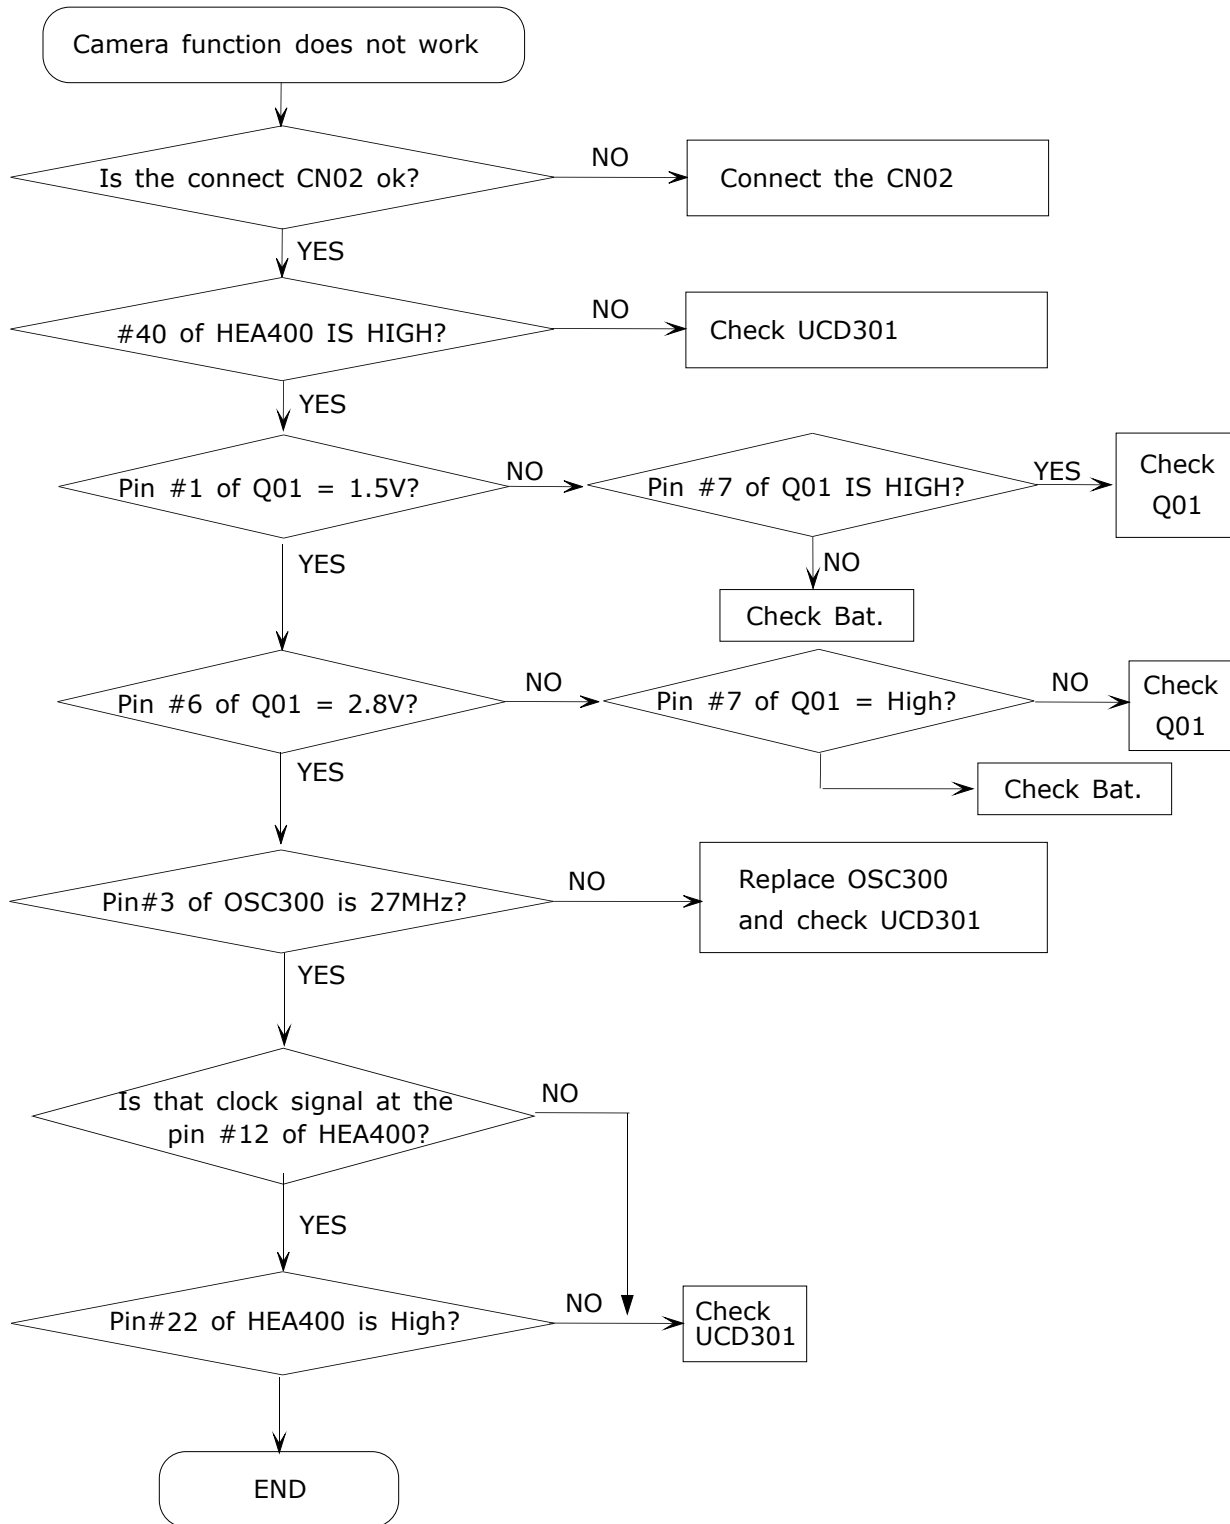 Camera function does not work
Is the connect CN02 ok?
NO
Connect the CN02
YES
#40 of HEA400 IS HIGH?
NO
Check UCD301
YES
Pin #1 of Q01 = 1.5V?
NO
Pin #7 of Q01 IS HIGH?
YES
Check
Q01
YES
NO
Check Bat.
Pin #6 of Q01 = 2.8V?
NO
Pin #7 of Q01 = High?
NO
Check
Q01
YES
Check Bat.
Pin#3 of OSC300 is 27MHz?
NO
Replace OSC300
and check UCD301
YES
Is that clock signal at the
pin #12 of HEA400?
NO
YES
Pin#22 of HEA400 is High?
NO
Check
UCD301
END